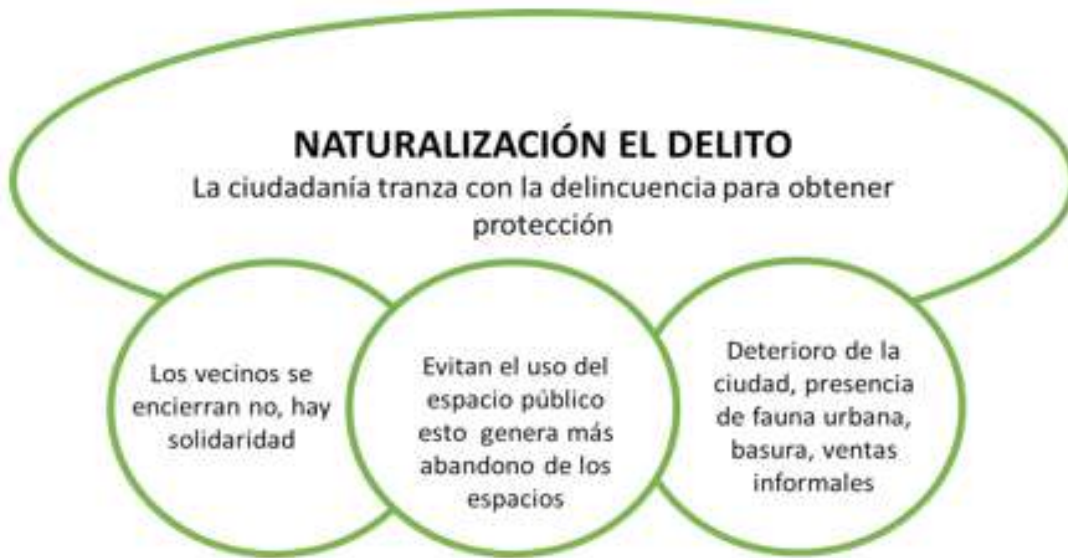 NATURALIZACIÓN EL DELITO
La ciudadanía tranza con la delincuencia para obtener
protección
Los vecinos se
encierran no, hay
solidaridad
Evitan el uso del
espacio público
esto genera más
abandono de los
espacios
Deterioro de la
ciudad, presencia
de fauna urbana,
basura, ventas
informales